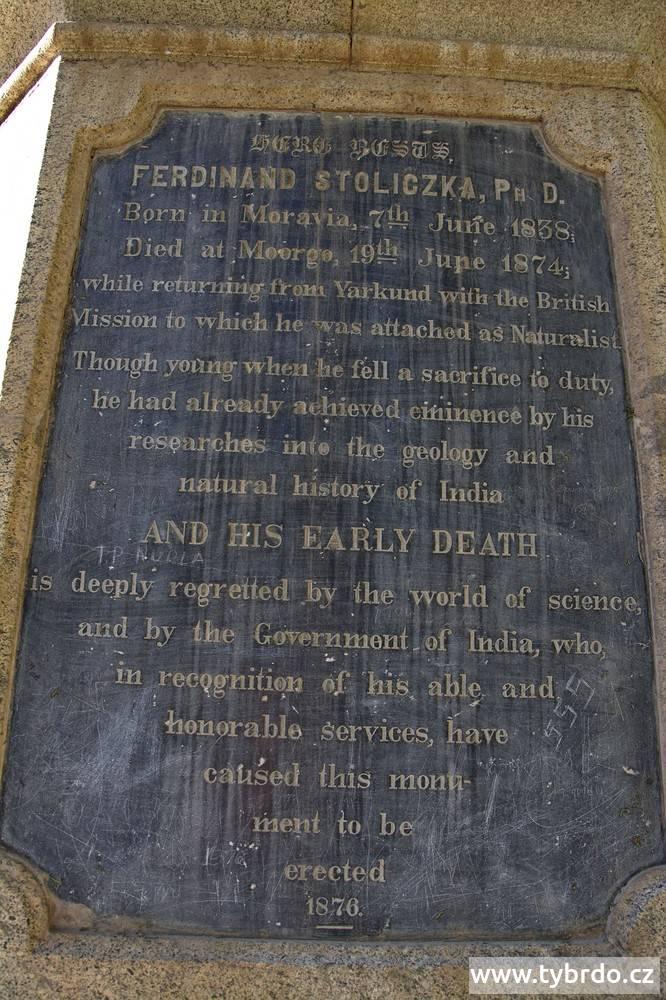 HERE RESTS
FERDINAND STOLICZKA, PH D.
Born in Moravia, 7th June 1838;
Died at Moorgo, 19th June 1874;
while returning from Yarkund with the British
Mission to which he was attached as Naturalist.
Though young when he fell a sacrifice to duty,
he had already achieved eminence by his
researches into the geology and
natural history of India
AND HIS EARLY DEATH
is deeply regretted by the world of science,
and by the Government of India, who,
in recognition of his able and
honorable services, have
caused this monu-
ment to be
erected
1876.
www.tybrdo.cz